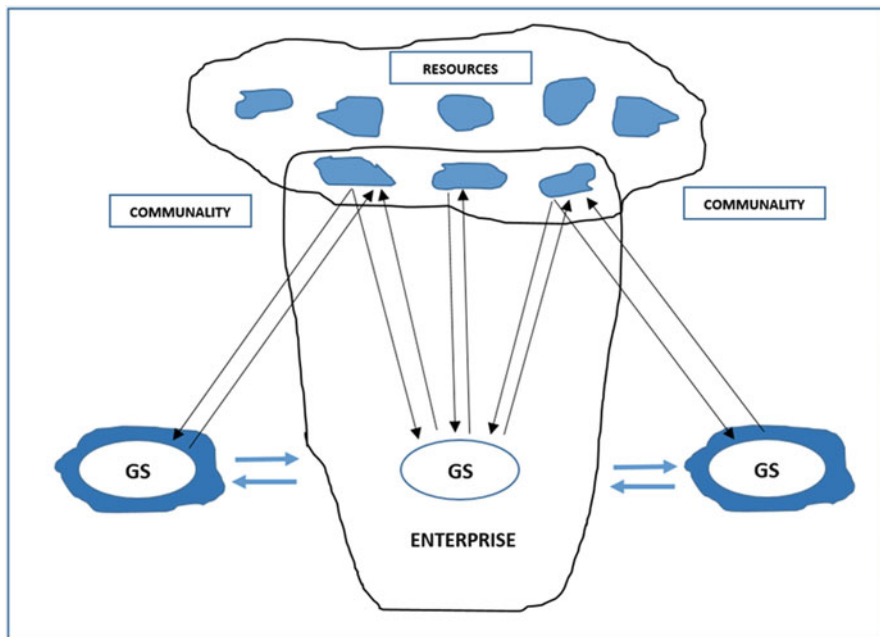 RESOURCES
COMMUNALITY
COMMUNALITY
GS
GS
GS
ENTERPRISE